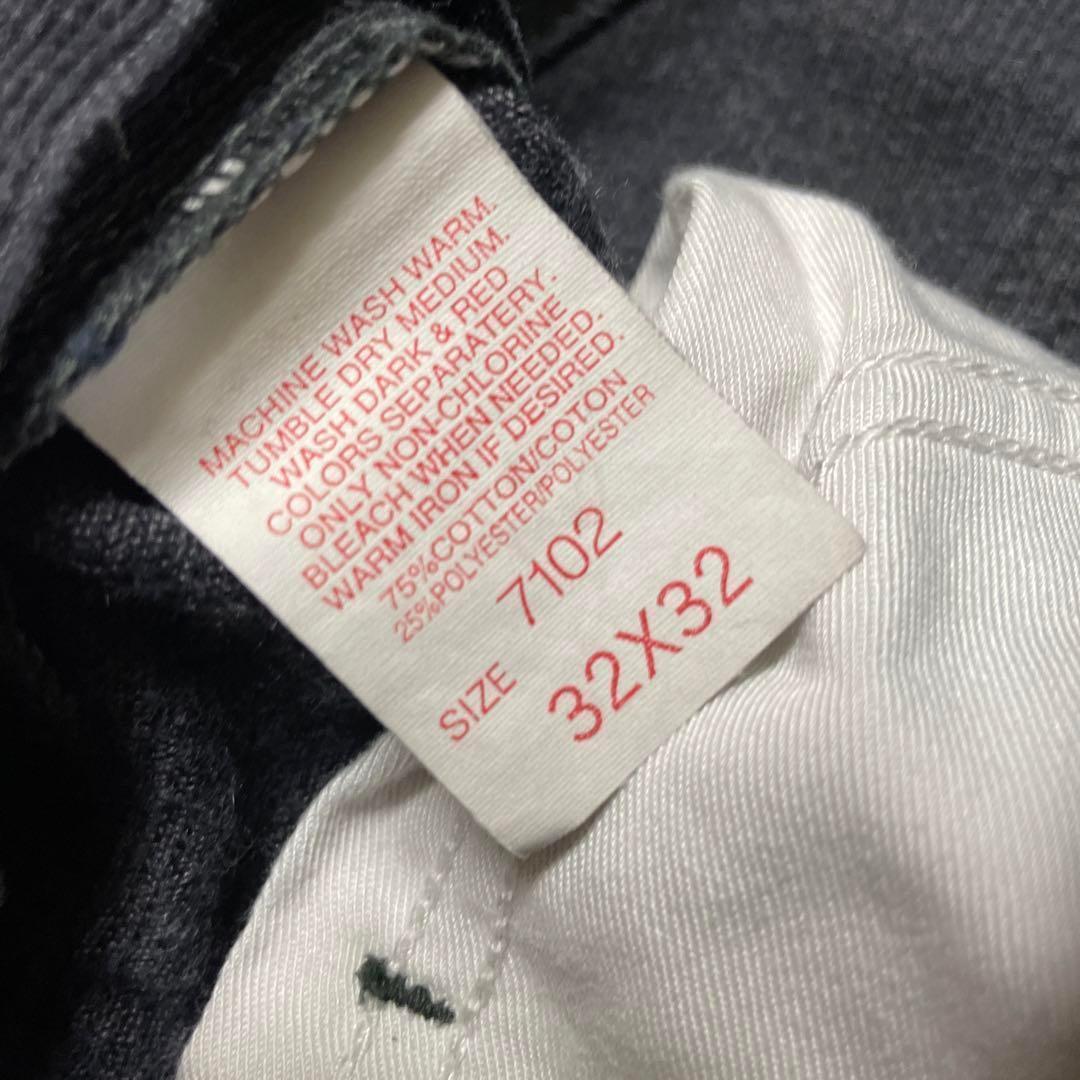 MACHINE WASH WARM.
TUMBLE DRY MEDIUM.
WASH DARK & RED
COLORS SEPARATERY.
ONLY NON-CHLORINE
BLEACH WHEN NEEDED.
WARM IRON IF DESIRED.
75%COTTON/COTON
25%POLYESTER/POLYESTER
7102
SIZE 32X32